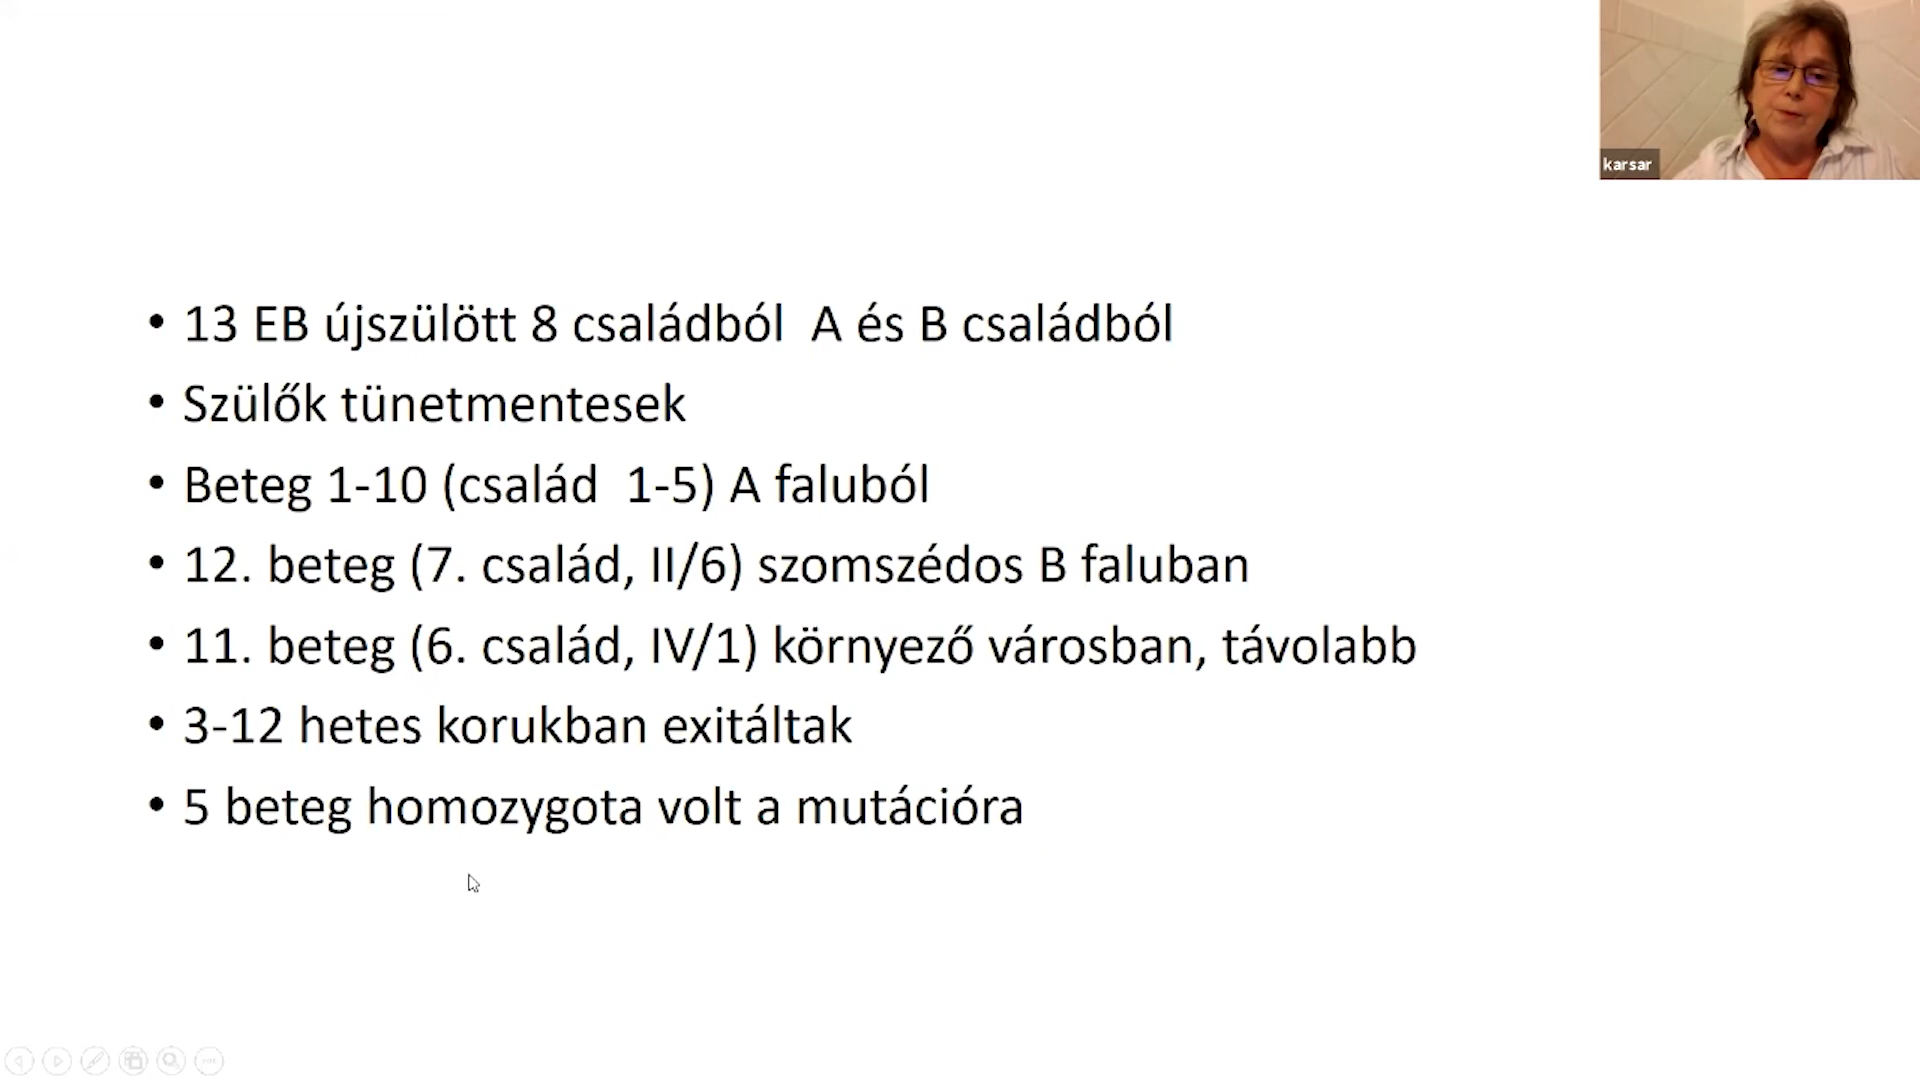 karsar
• 13 EB újszülött 8 családból  A és B családból
• Szülők tünetmentesek
• Beteg 1-10 (család  1-5) A faluból
• 12. beteg (7. család, II/6) szomszédos B faluban
• 11. beteg (6. család, IV/1) környező városban, távolabb
• 3-12 hetes korukban exitáltak
• 5 beteg homozygota volt a mutációra